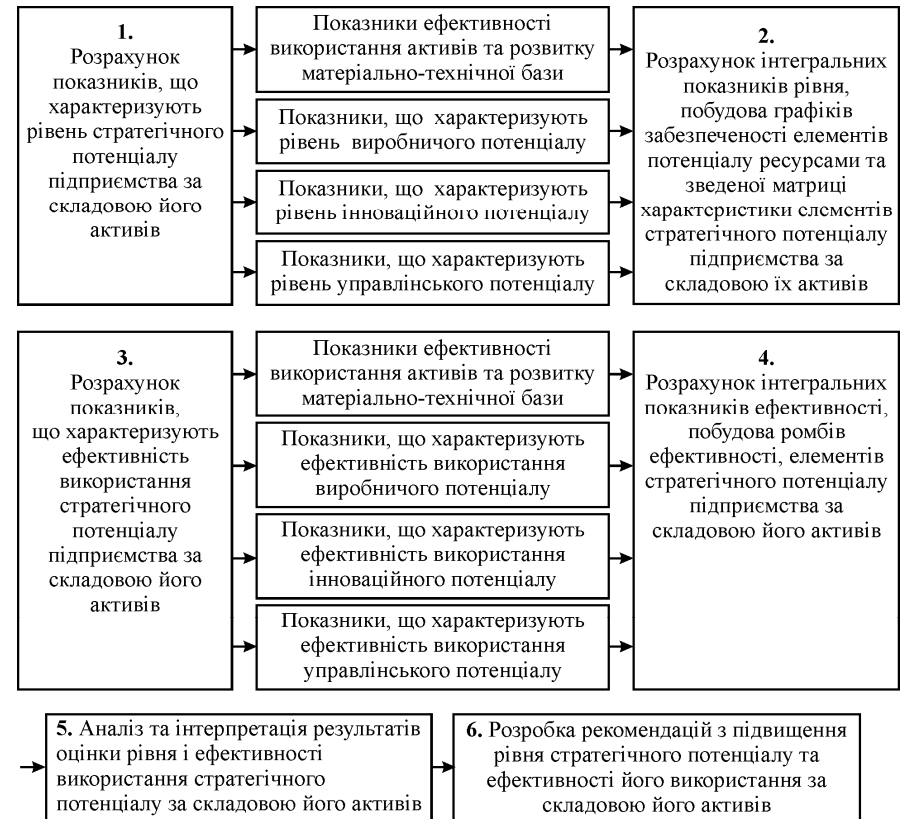 1.
Розрахунок
показників, що
характеризують
рівень стратегічного
потенціалу
підприємства за
складовою його
активів
Показники ефективності
використання активів та розвитку
матеріально-технічної бази
Показники, що характеризують
рівень виробничого потенціалу
Показники, що характеризують
рівень інноваційного потенціалу
Показники, що характеризують
рівень управлінського потенціалу
2.
Розрахунок інтегральних
показників рівня,
побудова графіків
забезпеченості елементів
потенціалу ресурсами та
зведеної матриці
характеристики елементів
стратегічного потенціалу
підприємства за
складовою їх активів
3.
Розрахунок
показників,
що характеризують
ефективність
використання
стратегічного
потенціалу
підприємства за
складовою його
активів
Показники ефективності
використання активів та розвитку
матеріально-технічної бази
Показники, що характеризують
ефективність використання
виробничого потенціалу
Показники, що характеризують
ефективність використання
інноваційного потенціалу
Показники, що характеризують
ефективність використання
управлінського потенціалу
4.
Розрахунок інтегральних
показників ефективності,
побудова ромбів
ефективності, елементів
стратегічного потенціалу
підприємства за
складовою його активів
5. Аналіз та інтерпретація результатів
оцінки рівня і ефективності
використання стратегічного
потенціалу за складовою його активів
6. Розробка рекомендацій з підвищення
рівня стратегічного потенціалу та
ефективності його використання за
складовою його активів